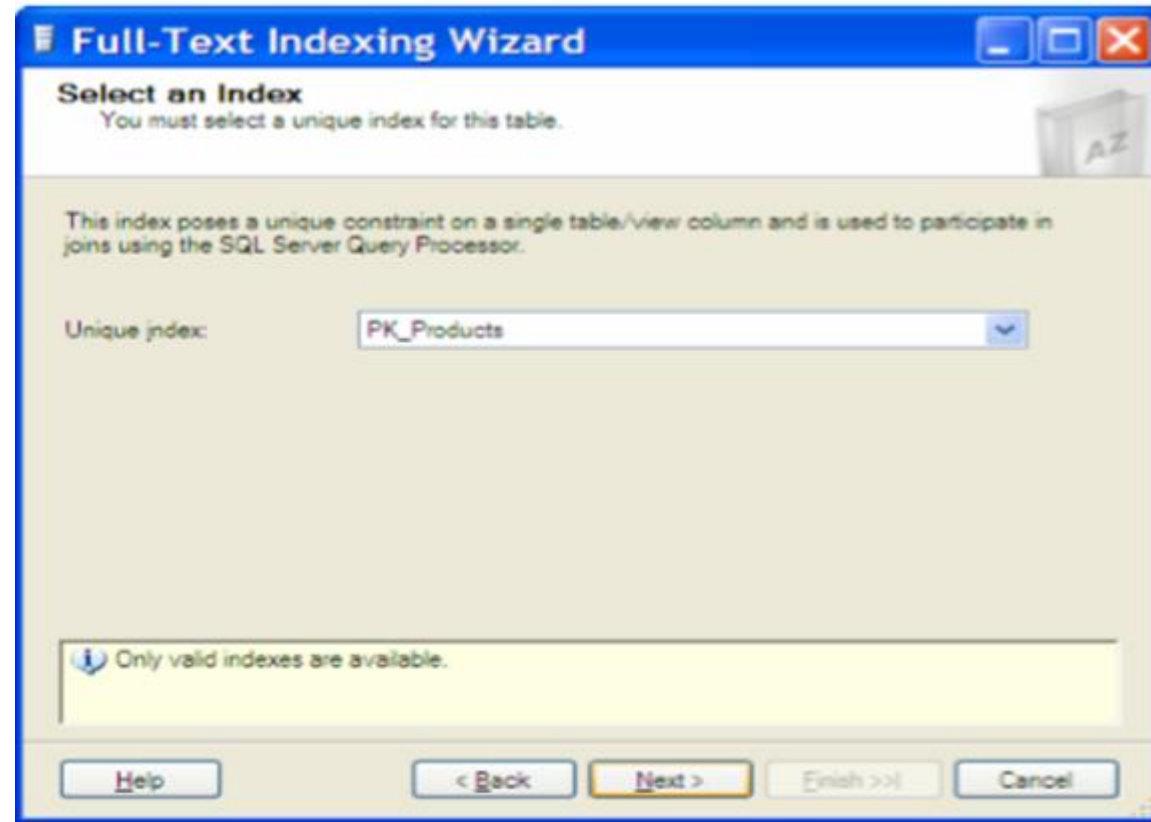 Full-Text Indexing Wizard
Select an Index
You must select a unique index for this table.
AZ
This index poses a unique constraint on a single table/view column and is used to participate in
joins using the SQL Server Query Processor.
Unique index:
PK_Products
Only valid indexes are available.
Help
< Back
Next >
Finish >>|
Cancel